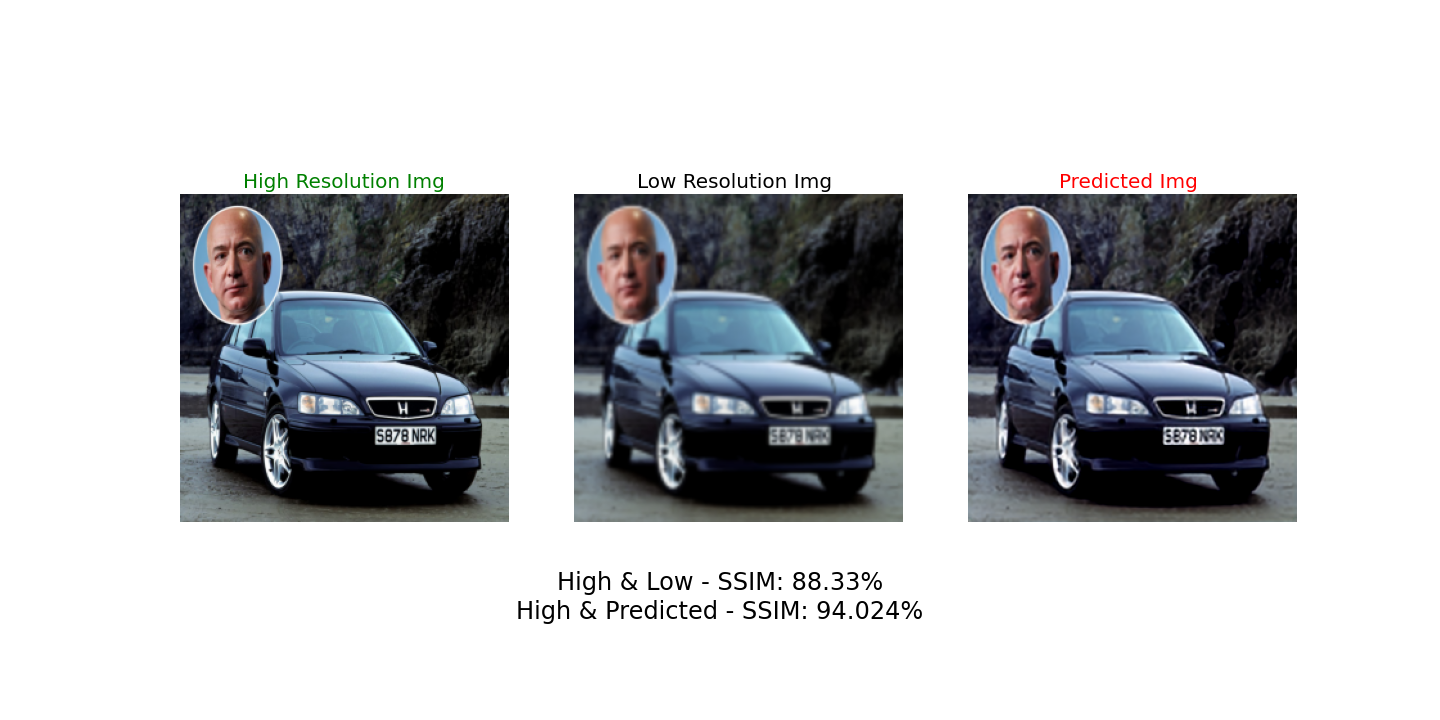 High Resolution Img
Low Resolution Img
Predicted Img
S878 NRK
S878 NRK
S878 NRK
High & Low - SSIM: 88.33%
High & Predicted - SSIM: 94.024%